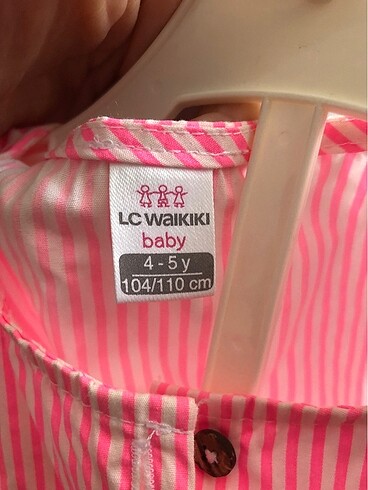 LC WAIKIKI
baby
4 - 5 y
104/110 cm